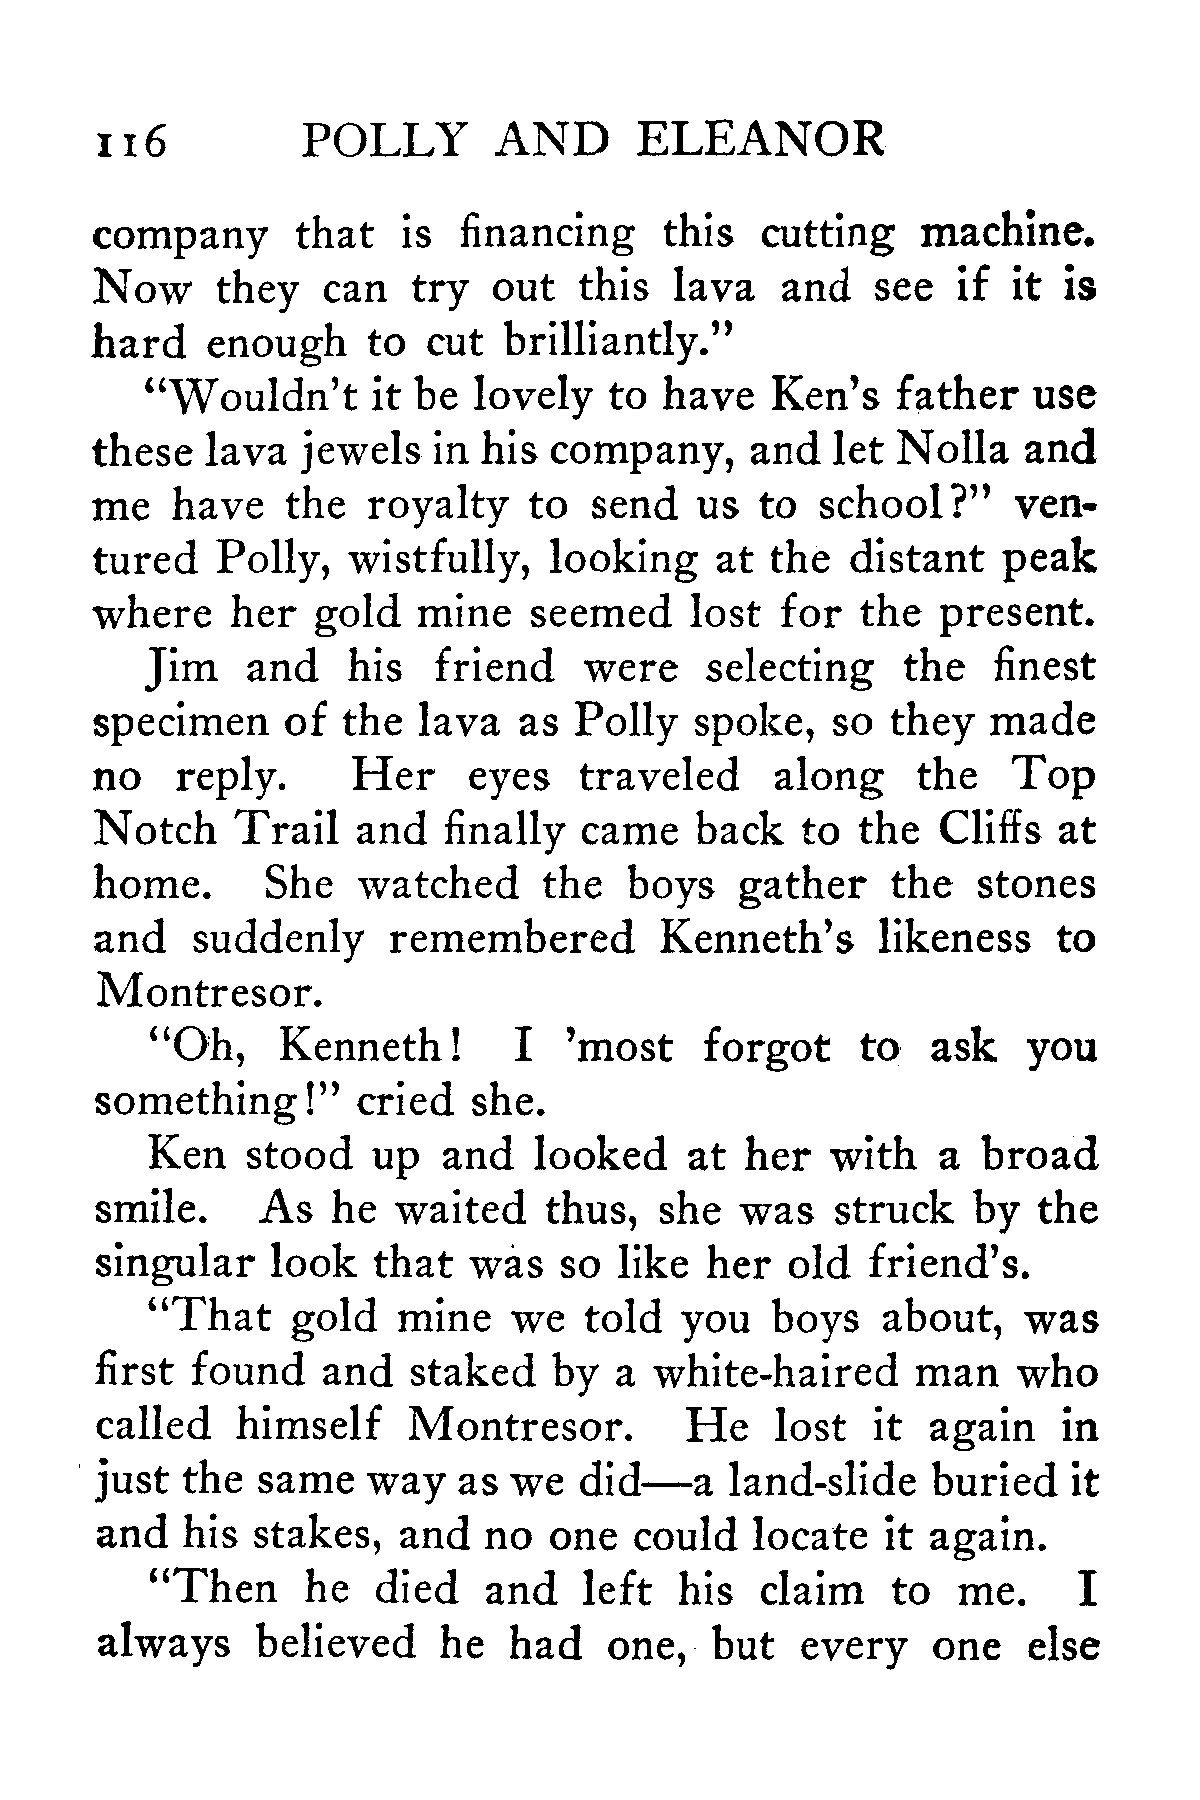 116 POLLY AND ELEANOR
company that is financing this cutting machine.
Now they can try out this lava and see if it is
hard enough to cut brilliantly.”
“Wouldn’t it be lovely to have Ken’s father use
these lava jewels in his company, and let Nolla and
me have the royalty to send us to school?” ven-
tured Polly, wistfully, looking at the distant peak
where her gold mine seemed lost for the present.
Jim and his friend were selecting the finest
specimen of the lava as Polly spoke, so they made
no reply. Her eyes traveled along the Top
Notch Trail and finally came back to the Cliffs at
home. She watched the boys gather the stones
and suddenly remembered Kenneth’s likeness to
Montresor.
“Oh, Kenneth! I ’most forgot to ask you
something!” cried she.
Ken stood up and looked at her with a broad
smile. As he waited thus, she was struck by the
singular look that was so like her old friend’s.
“That gold mine we told you boys about, was
first found and staked by a white-haired man who
called himself Montresor. He lost it again in
just the same way as we did—a land-slide buried it
and his stakes, and no one could locate it again.
“Then he died and left his claim to me. I
always believed he had one, but every one else